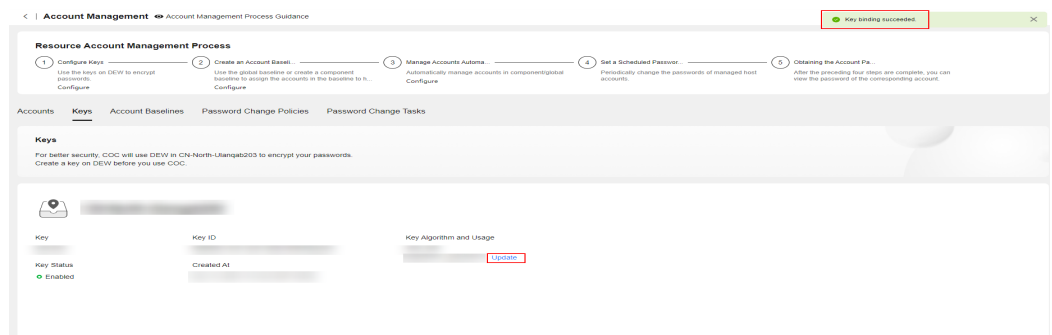 < | Account Management Account Management Process Guidance
Key binding succeeded.
Resource Account Management Process
1 Configure Keys
Use the keys on DEW to encrypt
passwords.
Configure
2 Create an Account Baseli...
Use the global baseline or create a component
baseline to assign the accounts in the baseline to h...
Configure
3 Manage Accounts Automa...
Automatically manage accounts in component/global
Configure
4 Set a Scheduled Passwor...
Periodically change the passwords of managed host
accounts.
5 Obtaining the Account Pa...
After the preceding four steps are complete, you can
view the password of the corresponding account.
Accounts Keys Account Baselines Password Change Policies Password Change Tasks
Keys
For better security, COC will use DEW in CN-North-Ulanqab203 to encrypt your passwords.
Create a key on DEW before you use COC.
Key Key ID Key Algorithm and Usage
Update
Key Status Created At
Enabled